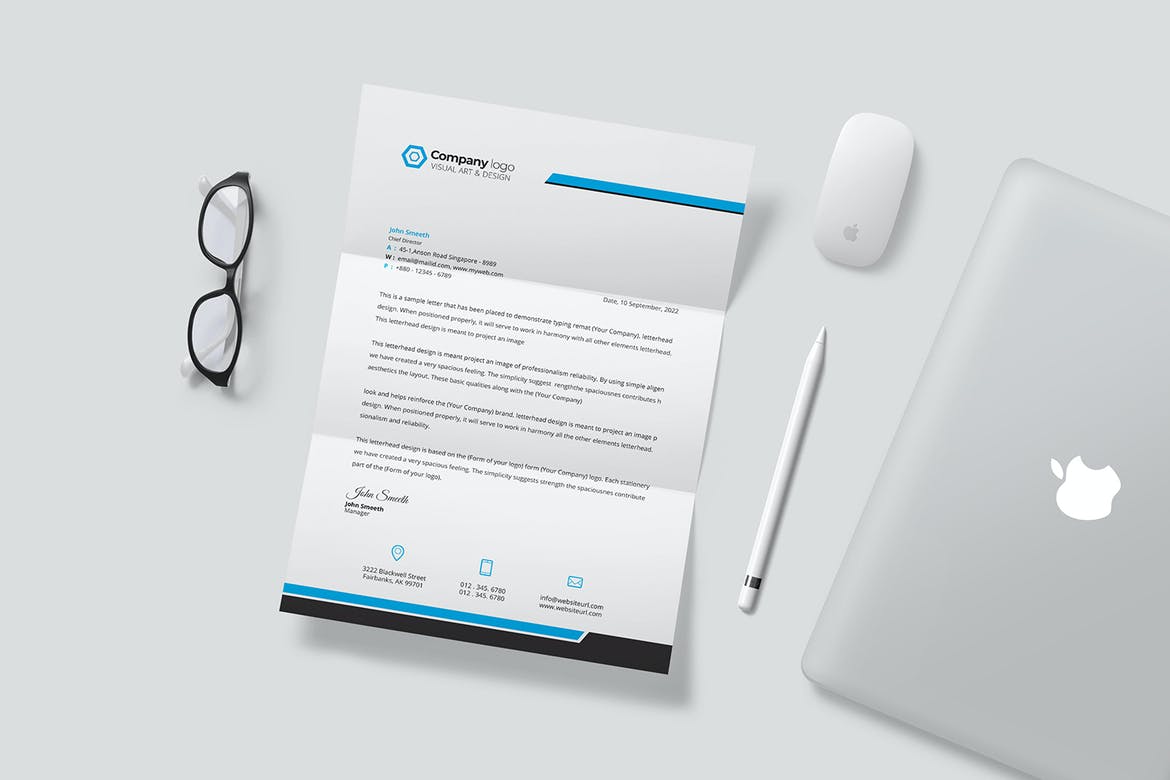 Company logo
VISUAL ART & DESIGN
John Smeeth
Chief Director
A : 45-1,Anson Road Singapore - 8989
W : email@mailid.com, www.myweb.com
P : +880 - 12345 - 6789
Date, 10 September, 2022
This is a sample letter that has been placed to demonstrate typing remat (Your Company), letterhead
design. When positioned properly, it will serve to work in harmony with all other elements letterhead.
This letterhead design is meant to project an image
This letterhead design is meant project an image of professionalism reliability. By using simple aligen
we have created a very spacious feeling. The simplicity suggest rengthche spaciousnes contributes h
aesthetics the layout. These basic qualities along with the (Your Company)
look and helps reinforce the (Your Company) brand. letterhead design is meant to project an image p
design. When positioned properly, it will serve to work in harmony all the other elements letterhead.
sionalism and reliability.
This letterhead design is based on the (Form of your logo) form (Your Company) logo. Each stationery
we have created a very spacious feeling. The simplicity suggests strength the spaciousnes contribute
part of the (Form of your logo).
John Smeeth
John Smeeth
Manager
3222 Blackwell Street
Fairbanks, AK 99701
012 . 345. 6780
012 . 345. 6780
info@websiteurl.com
www.websiteurl.com